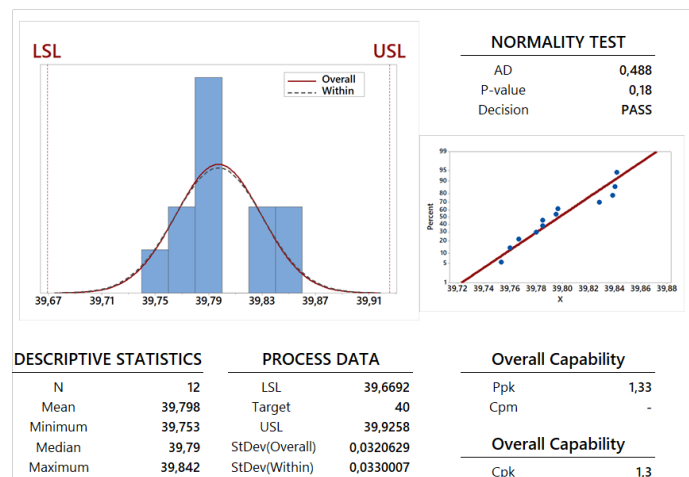 LSL
USL
Overall
Within
39,67 39,71 39,75 39,79 39,83 39,87 39,91
NORMALITY TEST
AD 0,488
P-value 0,18
Decision PASS
99
95
90
80
70
60
50
40
30
20
10
5
1
Percent
39,72 39,74 39,76 39,78 39,80 39,82 39,84 39,86 39,88
X
DESCRIPTIVE STATISTICS
N 12
Mean 39,798
Minimum 39,753
Median 39,79
Maximum 39,842
PROCESS DATA
LSL 39,6692
Target 40
USL 39,9258
StDev(Overall) 0,0320629
StDev(Within) 0,0330007
Overall Capability
Ppk 1,33
Cpm -
Overall Capability
Cpk 1,3